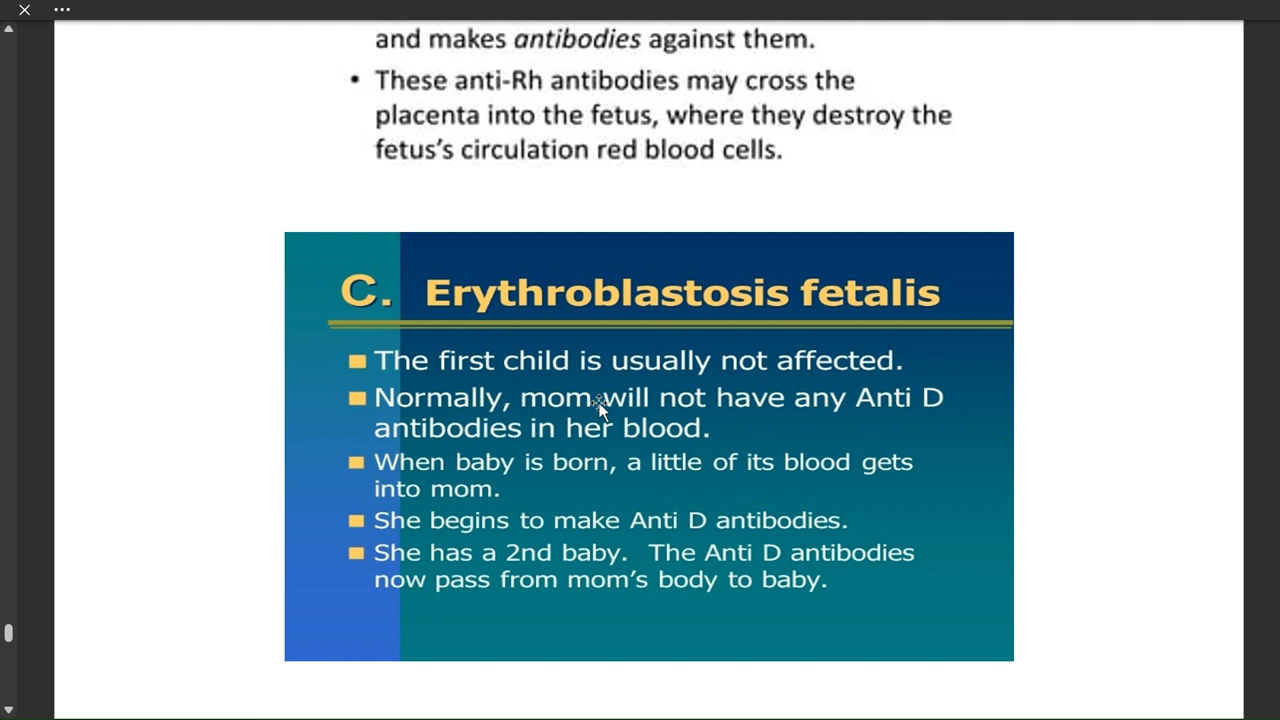 and makes antibodies against them.
• These anti-Rh antibodies may cross the
placenta into the fetus, where they destroy the
fetus's circulation red blood cells.
C. Erythroblastosis fetalis
The first child is usually not affected.
Normally, mom will not have any Anti D
antibodies in her blood.
When baby is born, a little of its blood gets
into mom.
She begins to make Anti D antibodies.
She has a 2nd baby. The Anti D antibodies
now pass from mom's body to baby.